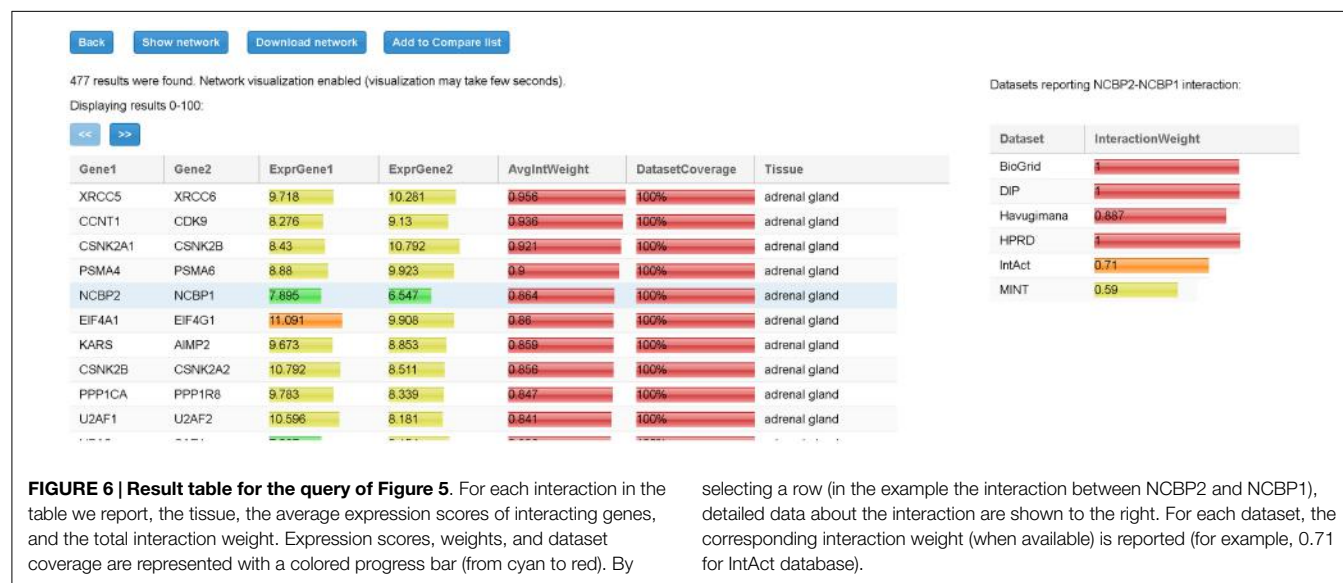 Back Show network Download network Add to Compare list
477 results were found. Network visualization enabled (visualization may take few seconds).
Displaying results 0-100:
<< >>
Gene1 Gene2 ExprGene1 ExprGene2 AvgIntWeight DatasetCoverage Tissue
XRCC5 XRCC6 9.718 10.281 0.956 100% adrenal gland
CCNT1 CDK9 8.276 9.13 0.936 100% adrenal gland
CSNK2A1 CSNK2B 8.43 10.792 0.921 100% adrenal gland
PSMA4 PSMA6 8.88 9.923 0.9 100% adrenal gland
NCBP2 NCBP1 7.895 6.547 0.864 100% adrenal gland
EIF4A1 EIF4G1 11.091 9.908 0.86 100% adrenal gland
KARS AIMP2 9.673 8.853 0.859 100% adrenal gland
CSNK2B CSNK2A2 10.792 8.511 0.856 100% adrenal gland
PPP1CA PPP1R8 9.783 8.339 0.847 100% adrenal gland
U2AF1 U2AF2 10.596 8.181 0.841 100% adrenal gland
Datasets reporting NCBP2-NCBP1 interaction:
Dataset InteractionWeight
BioGrid 1
DIP 1
Havugimana 0.887
HPRD 1
IntAct 0.71
MINT 0.59
FIGURE 6 | Result table for the query of Figure 5. For each interaction in the
table we report, the tissue, the average expression scores of interacting genes,
and the total interaction weight. Expression scores, weights, and dataset
coverage are represented with a colored progress bar (from cyan to red). By
selecting a row (in the example the interaction between NCBP2 and NCBP1),
detailed data about the interaction are shown to the right. For each dataset, the
corresponding interaction weight (when available) is reported (for example, 0.71
for IntAct database).